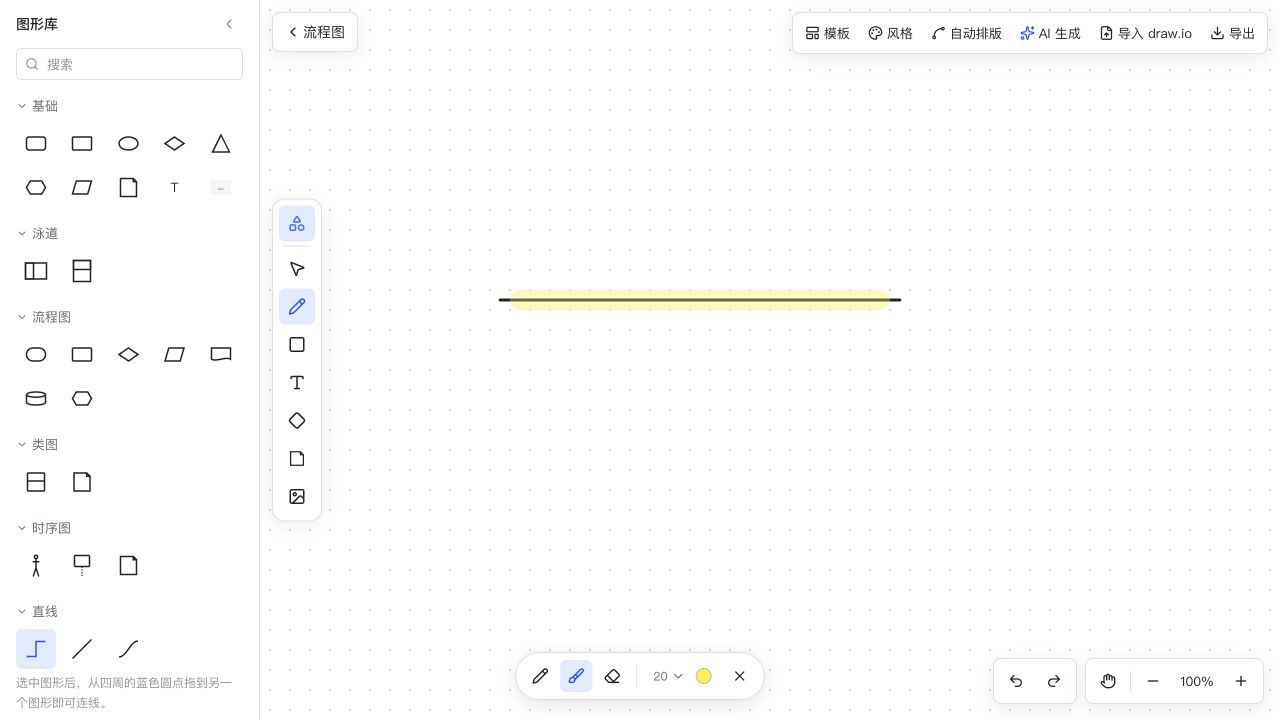 图形库
搜索
基础
T
泳道
流程图
类图
时序图
直线
选中图形后，从四周的蓝色圆点拖到另一
个图形即可连线。
流程图
模板
风格
自动排版
AI 生成
导入 draw.io
导出
20
100%